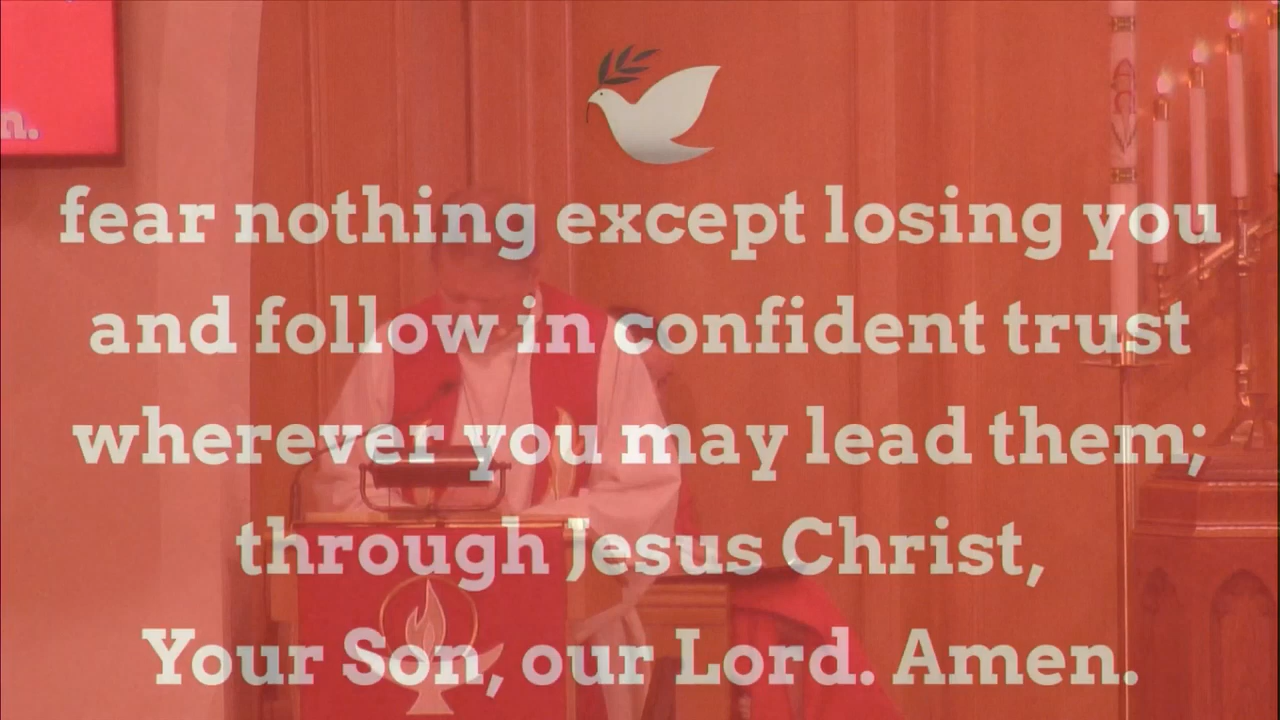 n.
fear nothing except losing you
and follow in confident trust
wherever you may lead them;
through Jesus Christ,
Your Son, our Lord. Amen.